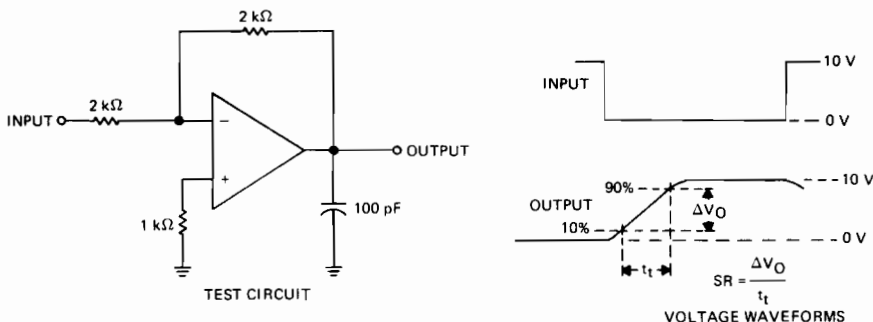 2 kΩ
2 kΩ
INPUT
−
+
OUTPUT
1 kΩ
100 pF
TEST CIRCUIT
INPUT
10 V
0 V
OUTPUT
90%
10%
ΔVO
10 V
0 V
tt
SR = ΔVO
tt
VOLTAGE WAVEFORMS